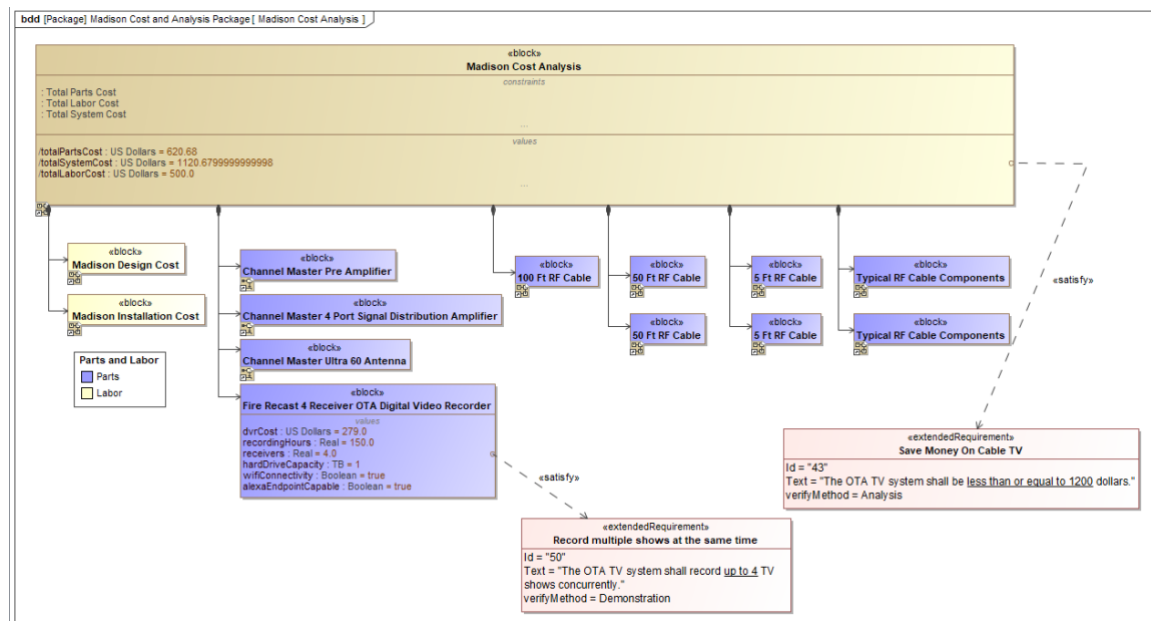 bdd [Package] Madison Cost and Analysis Package [ Madison Cost Analysis ]
«block»
Madison Cost Analysis
constraints
: Total Parts Cost
: Total Labor Cost
: Total System Cost
...
values
/totalPartsCost : US Dollars = 620.68
/totalSystemCost : US Dollars = 1120.6799999999998
/totalLaborCost : US Dollars = 500.0
...
«block»
Madison Design Cost
«block»
Madison Installation Cost
Parts and Labor
Parts
Labor
«block»
Channel Master Pre Amplifier
«block»
Channel Master 4 Port Signal Distribution Amplifier
«block»
Channel Master Ultra 60 Antenna
«block»
Fire Recast 4 Receiver OTA Digital Video Recorder
values
dvrCost : US Dollars = 279.0
recordingHours : Real = 150.0
receivers : Real = 4.0
hardDriveCapacity : TB = 1
wifiConnectivity : Boolean = true
alexaEndpointCapable : Boolean = true
«block»
100 Ft RF Cable
«block»
50 Ft RF Cable
«block»
50 Ft RF Cable
«block»
5 Ft RF Cable
«block»
5 Ft RF Cable
«block»
Typical RF Cable Components
«block»
Typical RF Cable Components
«satisfy»
«satisfy»
«extendedRequirement»
Save Money On Cable TV
Id = "43"
Text = "The OTA TV system shall be less than or equal to 1200 dollars."
verifyMethod = Analysis
«extendedRequirement»
Record multiple shows at the same time
Id = "50"
Text = "The OTA TV system shall record up to 4 TV
shows concurrently."
verifyMethod = Demonstration